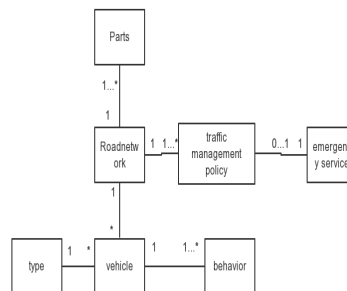 Parts
1...*
1
Roadnetw
ork
1
1...*
traffic
management
policy
0...1
1
emergenc
y service
1
*
type
1
*
vehicle
1
1...*
behavior